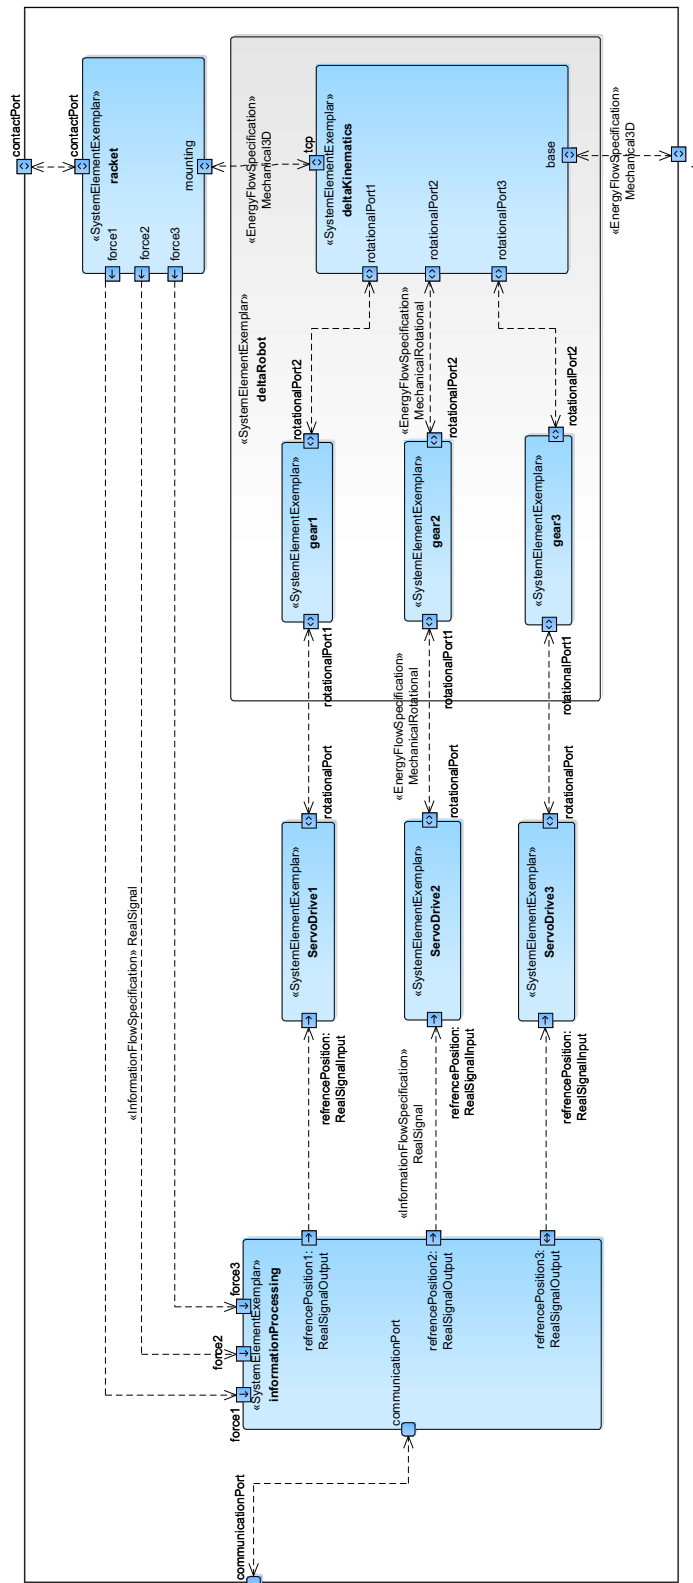 contactPort
contactPort
«SystemElementExemplar»
racket
force1
force2
force3
mounting
«EnergyFlowSpecification»
Mechanical3D
tcp
«SystemElementExemplar»
deltaKinematics
rotationalPort1
rotationalPort2
rotationalPort3
base
«EnergyFlowSpecification»
Mechanical3D
«SystemElementExemplar»
deltaRobot
rotationalPort2
«EnergyFlowSpecification»
MechanicalRotational
rotationalPort2
rotationalPort2
«SystemElementExemplar»
gear1
«SystemElementExemplar»
gear2
«SystemElementExemplar»
gear3
rotationalPort1
rotationalPort1
rotationalPort1
«EnergyFlowSpecification»
MechanicalRotational
rotationalPort
rotationalPort
rotationalPort
«SystemElementExemplar»
ServoDrive1
«SystemElementExemplar»
ServoDrive2
«SystemElementExemplar»
ServoDrive3
«InformationFlowSpecification» RealSignal
refrencePosition:
RealSignalInput
refrencePosition:
RealSignalInput
refrencePosition:
RealSignalInput
«InformationFlowSpecification»
RealSignal
force1
force2
force3
«SystemElementExemplar»
informationProcessing
refrencePosition1:
RealSignalOutput
refrencePosition2:
RealSignalOutput
refrencePosition3:
RealSignalOutput
communicationPort
communicationPort